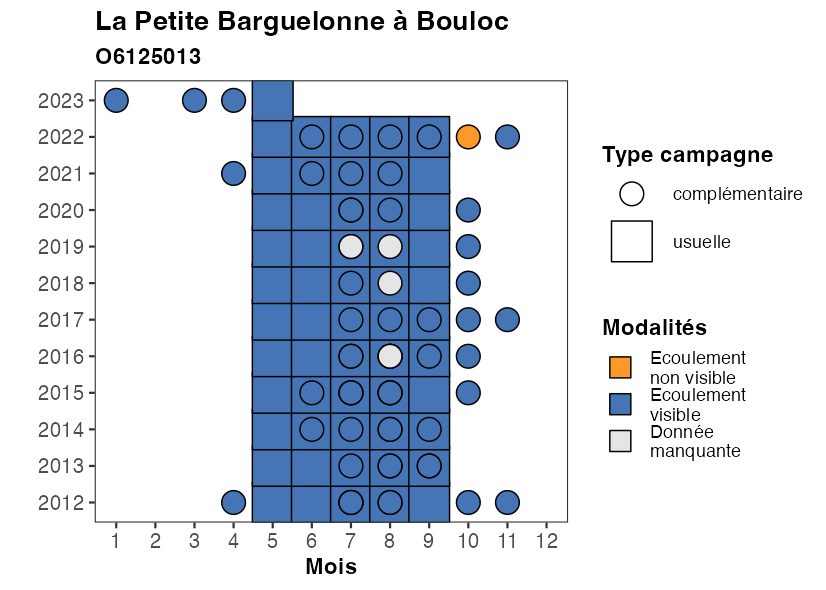 La Petite Barguelonne à Bouloc
O6125013
2023
2022
2021
2020
2019
2018
2017
2016
2015
2014
2013
2012
1 2 3 4 5 6 7 8 9 10 11 12
Mois
Type campagne
complémentaire
usuelle
Modalités
Ecoulement
non visible
Ecoulement
visible
Donnée
manquante